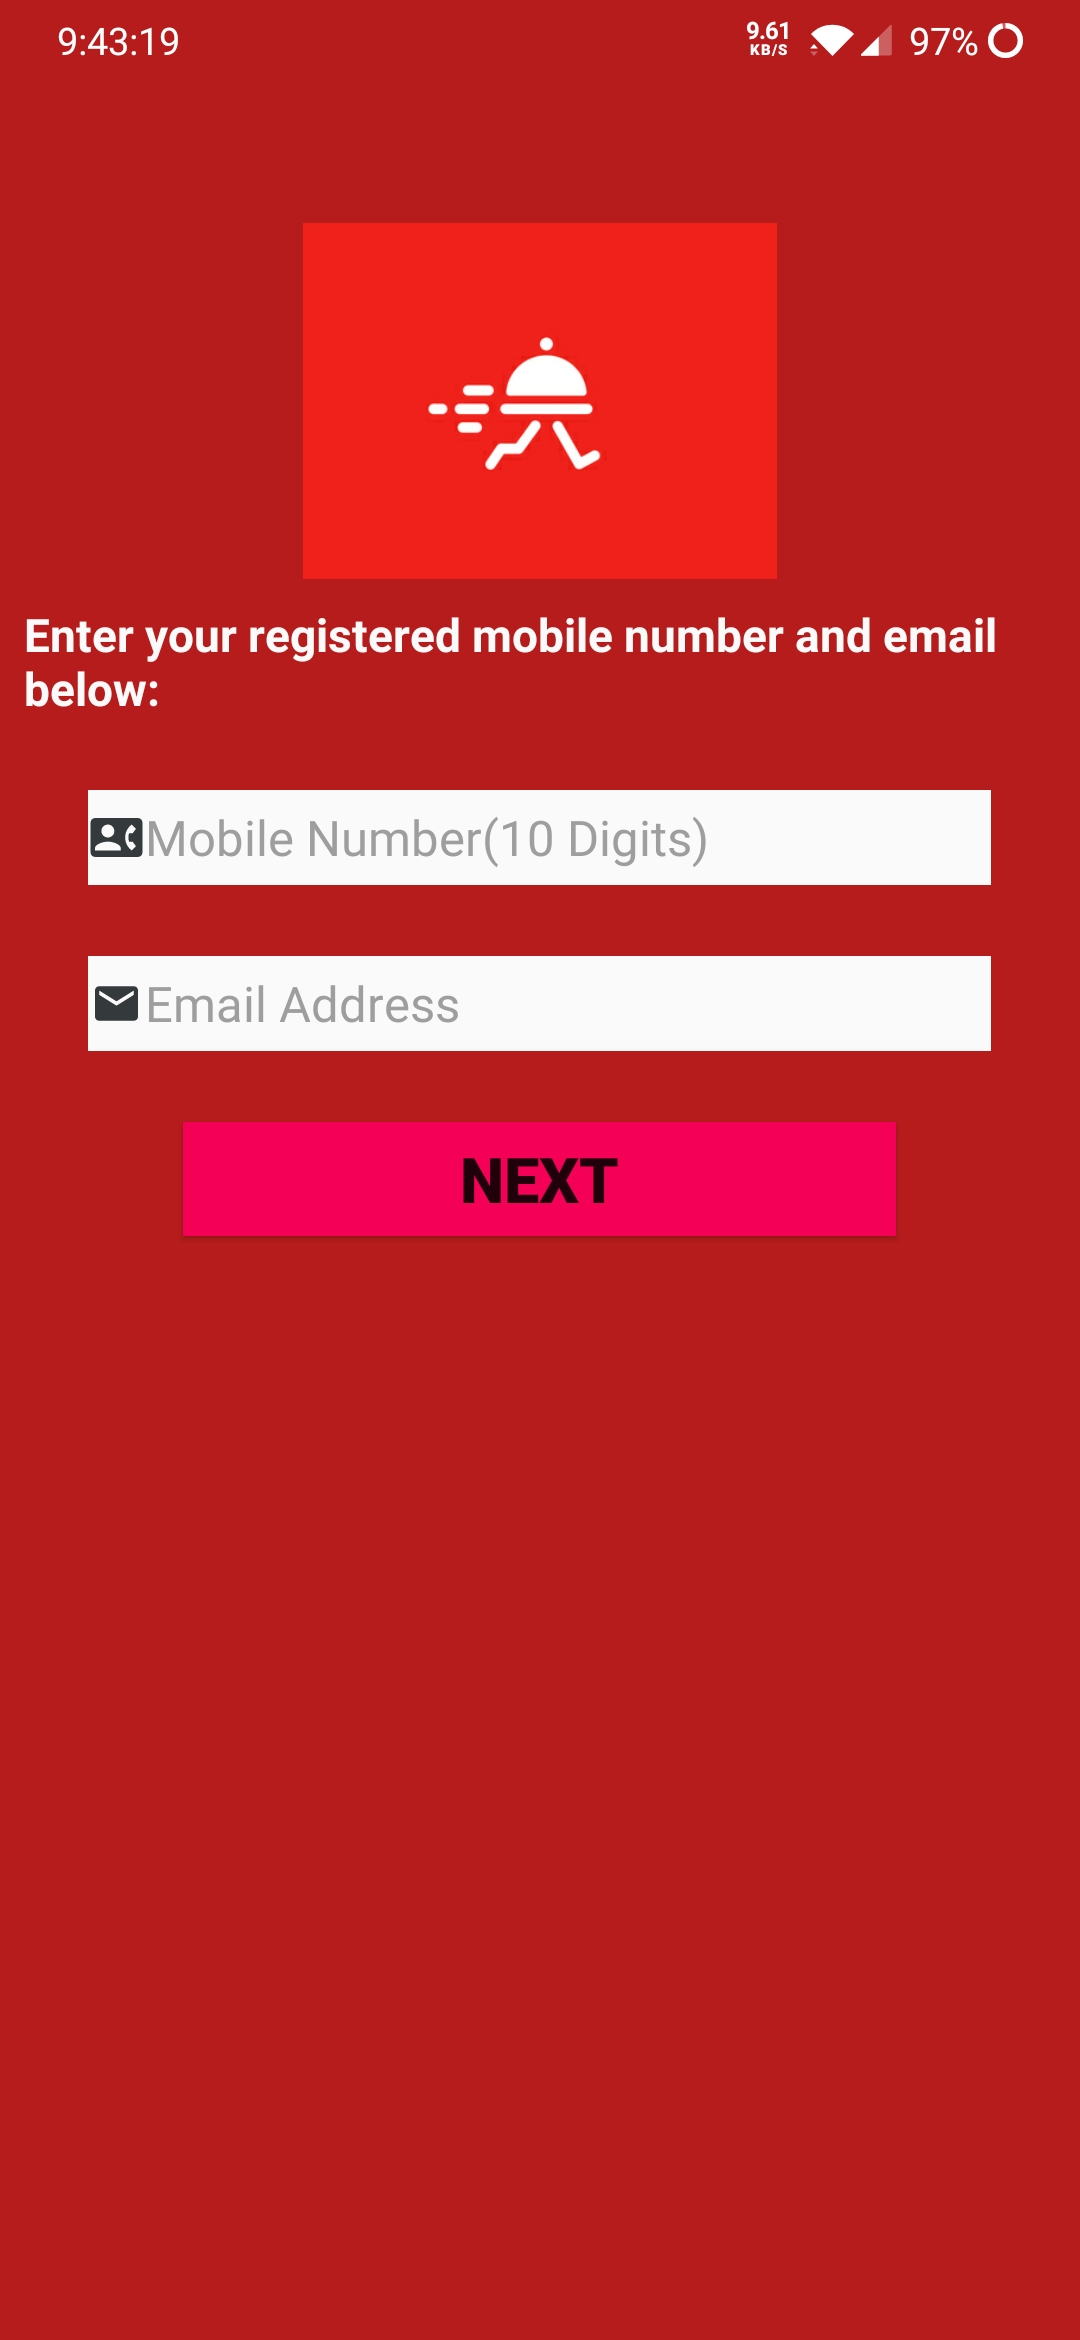 9:43:19
9.61
KB/S
97%
Enter your registered mobile number and email
below:
Mobile Number(10 Digits)
Email Address
NEXT